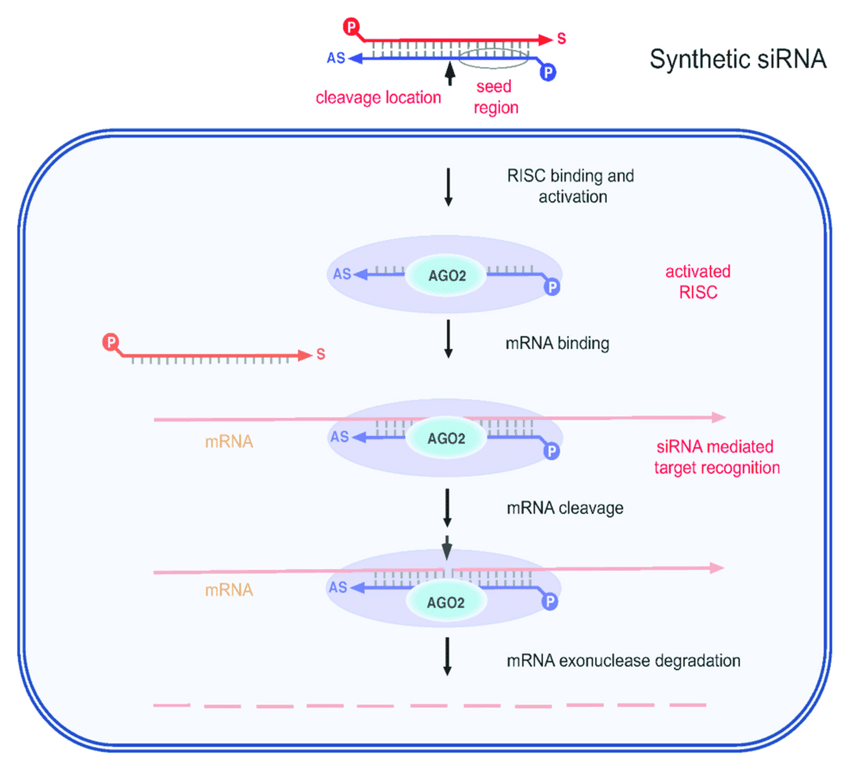 P
S
Synthetic siRNA
AS
P
cleavage location
seed
region
RISC binding and
activation
AS
AGO2
P
activated
RISC
mRNA binding
P
S
mRNA
AS
AGO2
P
siRNA mediated
target recognition
mRNA cleavage
mRNA
AS
AGO2
P
mRNA exonuclease degradation